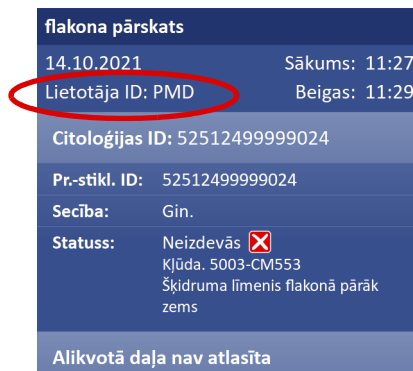 flakona pārskats
14.10.2021 Sākums: 11:27
Lietotāja ID: PMD Beigas: 11:29
Citoloģijas ID: 52512499999024
Pr.-stikl. ID: 52512499999024
Secība: Gin.
Statuss: Neizdevās
Kļūda. 5003-CM553
Šķidruma līmenis flakonā pārāk
zems
Alikvotā daļa nav atlasīta